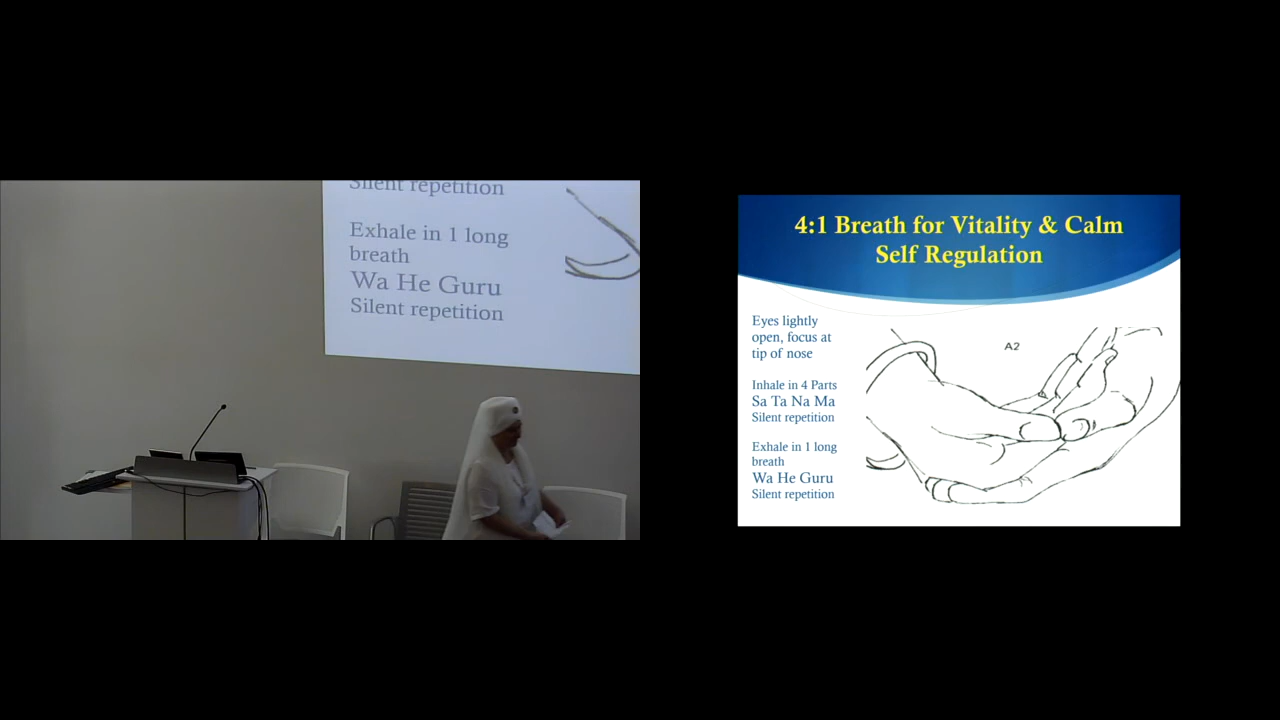 Silent repetition
Exhale in 1 long
breath
Wa He Guru
Silent repetition
4:1 Breath for Vitality & Calm
Self Regulation
Eyes lightly
open, focus at
tip of nose
Inhale in 4 Parts
Sa Ta Na Ma
Silent repetition
Exhale in 1 long
breath
Wa He Guru
Silent repetition
A2